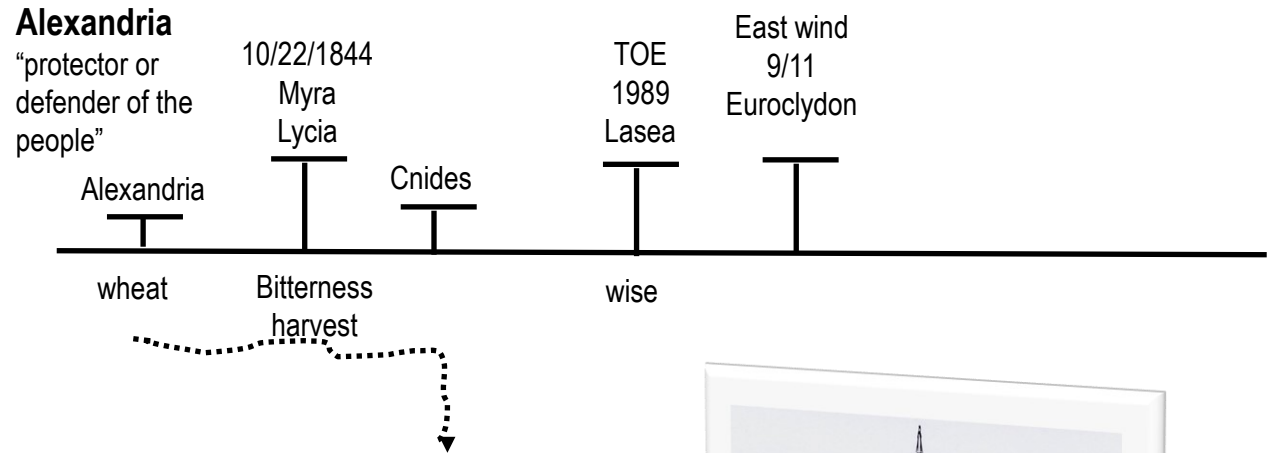 Alexandria
“protector or
defender of the
people”
Alexandria
wheat
10/22/1844
Myra
Lycia
Bitterness
harvest
Cnides
TOE
1989
Lasea
wise
East wind
9/11
Euroclydon